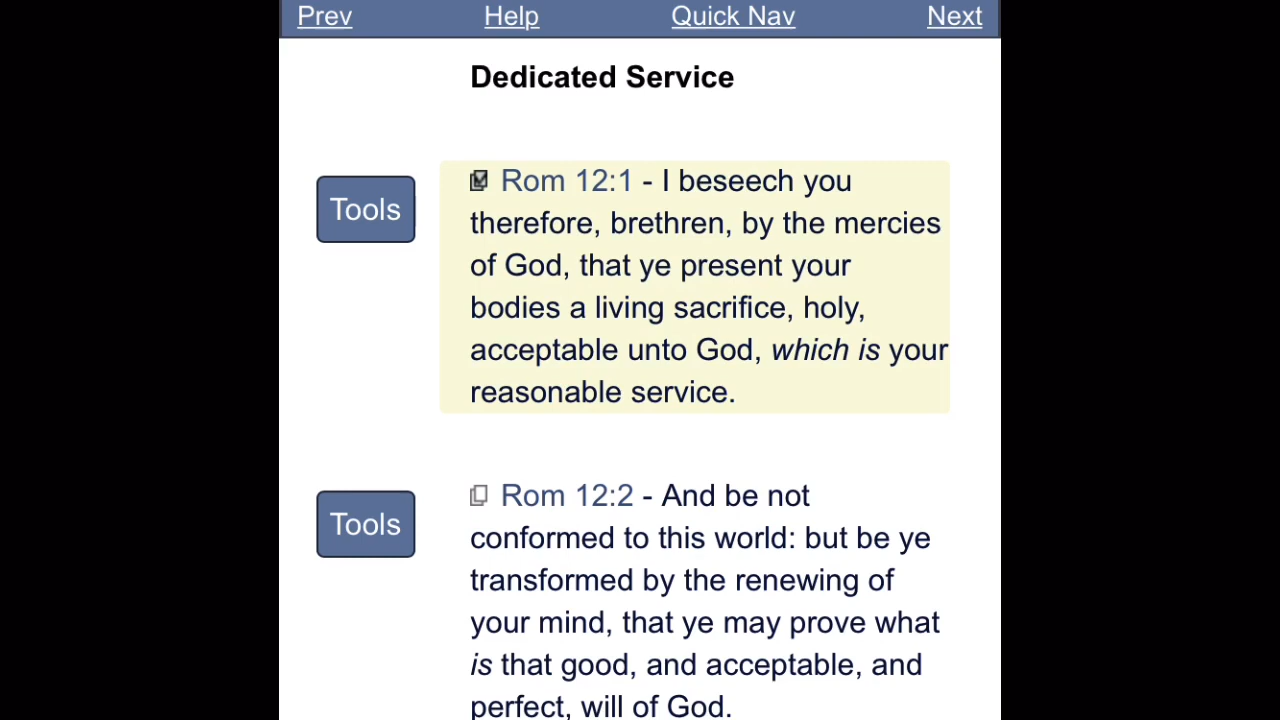 Prev Help Quick Nav Next
Dedicated Service
Tools
Rom 12:1 - I beseech you
therefore, brethren, by the mercies
of God, that ye present your
bodies a living sacrifice, holy,
acceptable unto God, which is your
reasonable service.
Tools
Rom 12:2 - And be not
conformed to this world: but be ye
transformed by the renewing of
your mind, that ye may prove what
is that good, and acceptable, and
perfect, will of God.